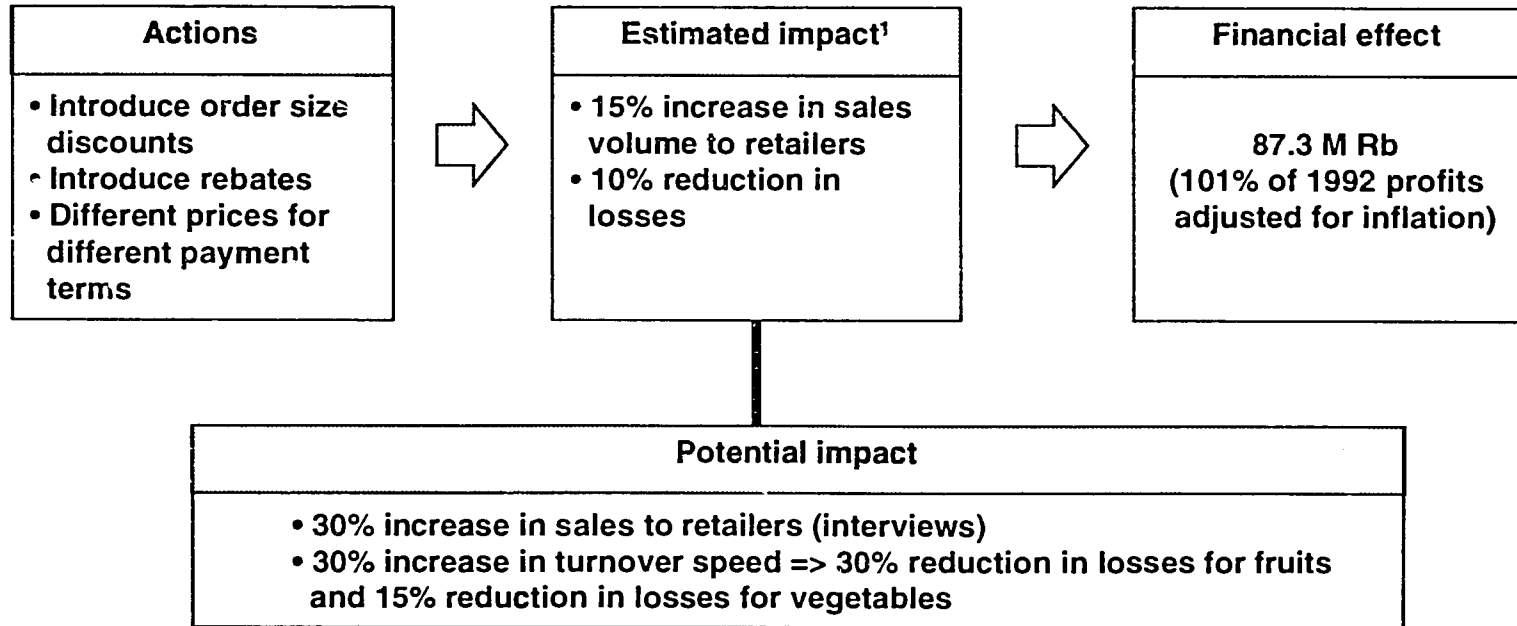 Actions
• Introduce order size
discounts
• Introduce rebates
• Different prices for
different payment
terms
Estimated impact¹
• 15% increase in sales
volume to retailers
• 10% reduction in
losses
Financial effect
87.3 M Rb
(101% of 1992 profits
adjusted for inflation)
Potential impact
• 30% increase in sales to retailers (interviews)
• 30% increase in turnover speed => 30% reduction in losses for fruits
and 15% reduction in losses for vegetables